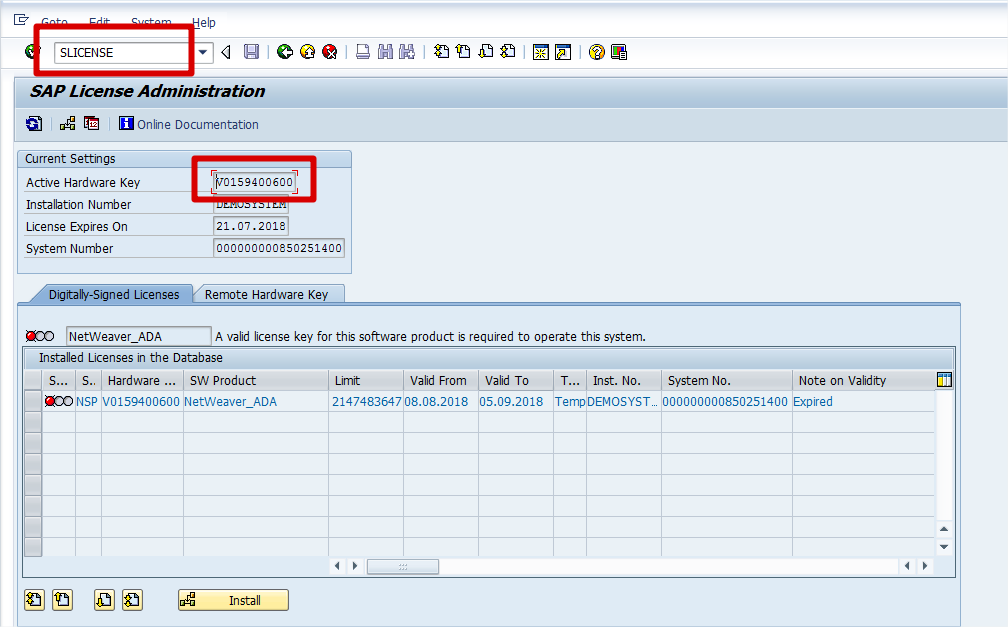 Goto Edit System Help
SLICENSE
SAP License Administration
Online Documentation
Current Settings
Active Hardware Key V0159400600
Installation Number DEMOSYSTEM
License Expires On 21.07.2018
System Number 000000000850251400
Digitally-Signed Licenses Remote Hardware Key
NetWeaver_ADA A valid license key for this software product is required to operate this system.
Installed Licenses in the Database
S... S.. Hardware ... SW Product Limit Valid From Valid To T... Inst. No. System No. Note on Validity
NSP V0159400600 NetWeaver_ADA 2147483647 08.08.2018 05.09.2018 Temp DEMOSYST... 000000000850251400 Expired
Install